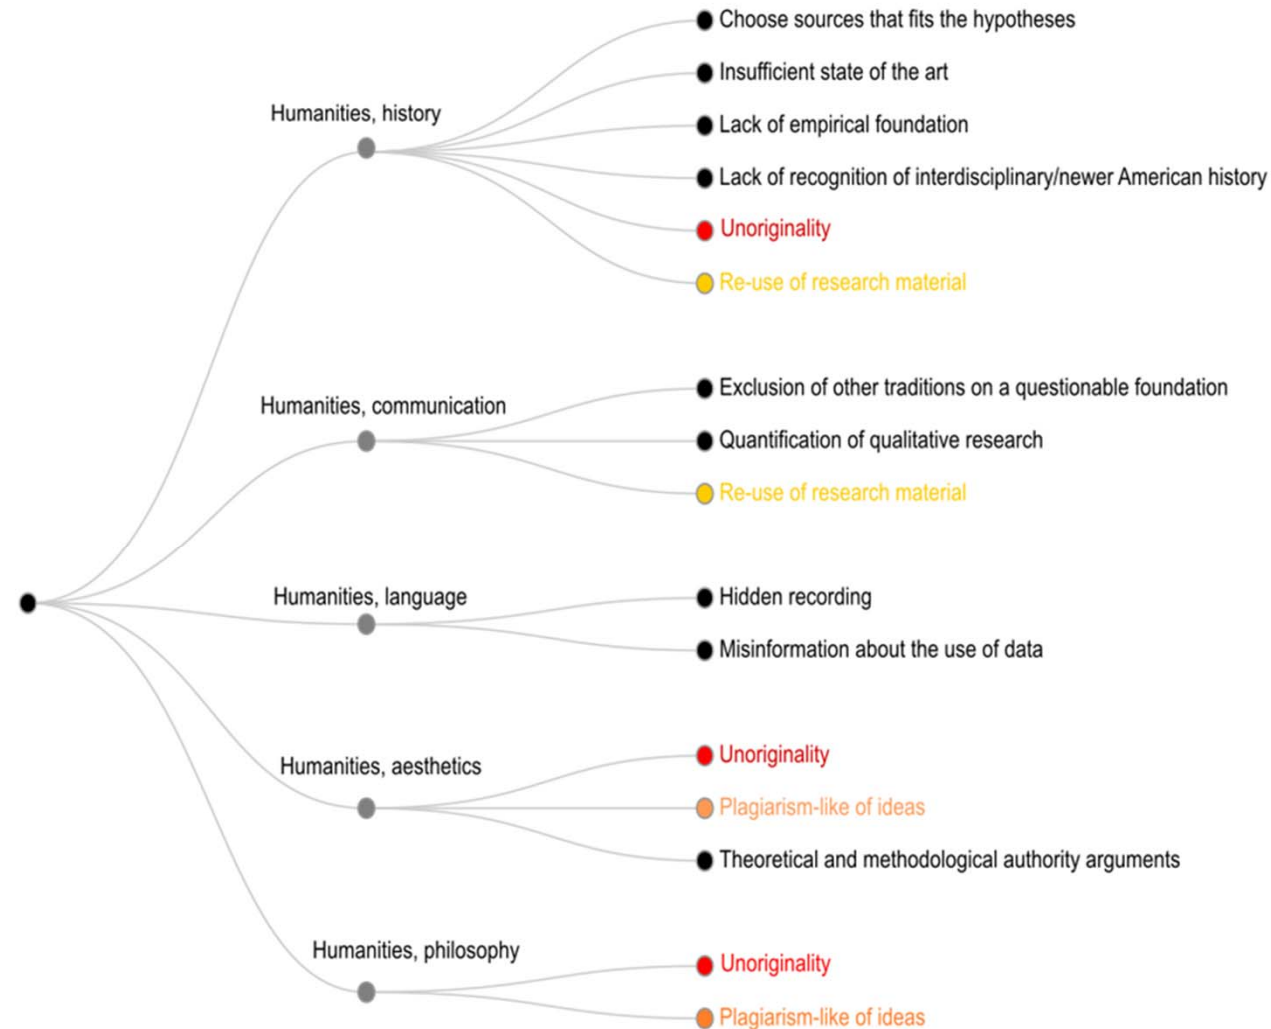 Humanities, history
Choose sources that fits the hypotheses
Insufficient state of the art
Lack of empirical foundation
Lack of recognition of interdisciplinary/newer American history
Unoriginality
Re-use of research material
Humanities, communication
Exclusion of other traditions on a questionable foundation
Quantification of qualitative research
Re-use of research material
Humanities, language
Hidden recording
Misinformation about the use of data
Humanities, aesthetics
Unoriginality
Plagiarism-like of ideas
Theoretical and methodological authority arguments
Humanities, philosophy
Unoriginality
Plagiarism-like of ideas